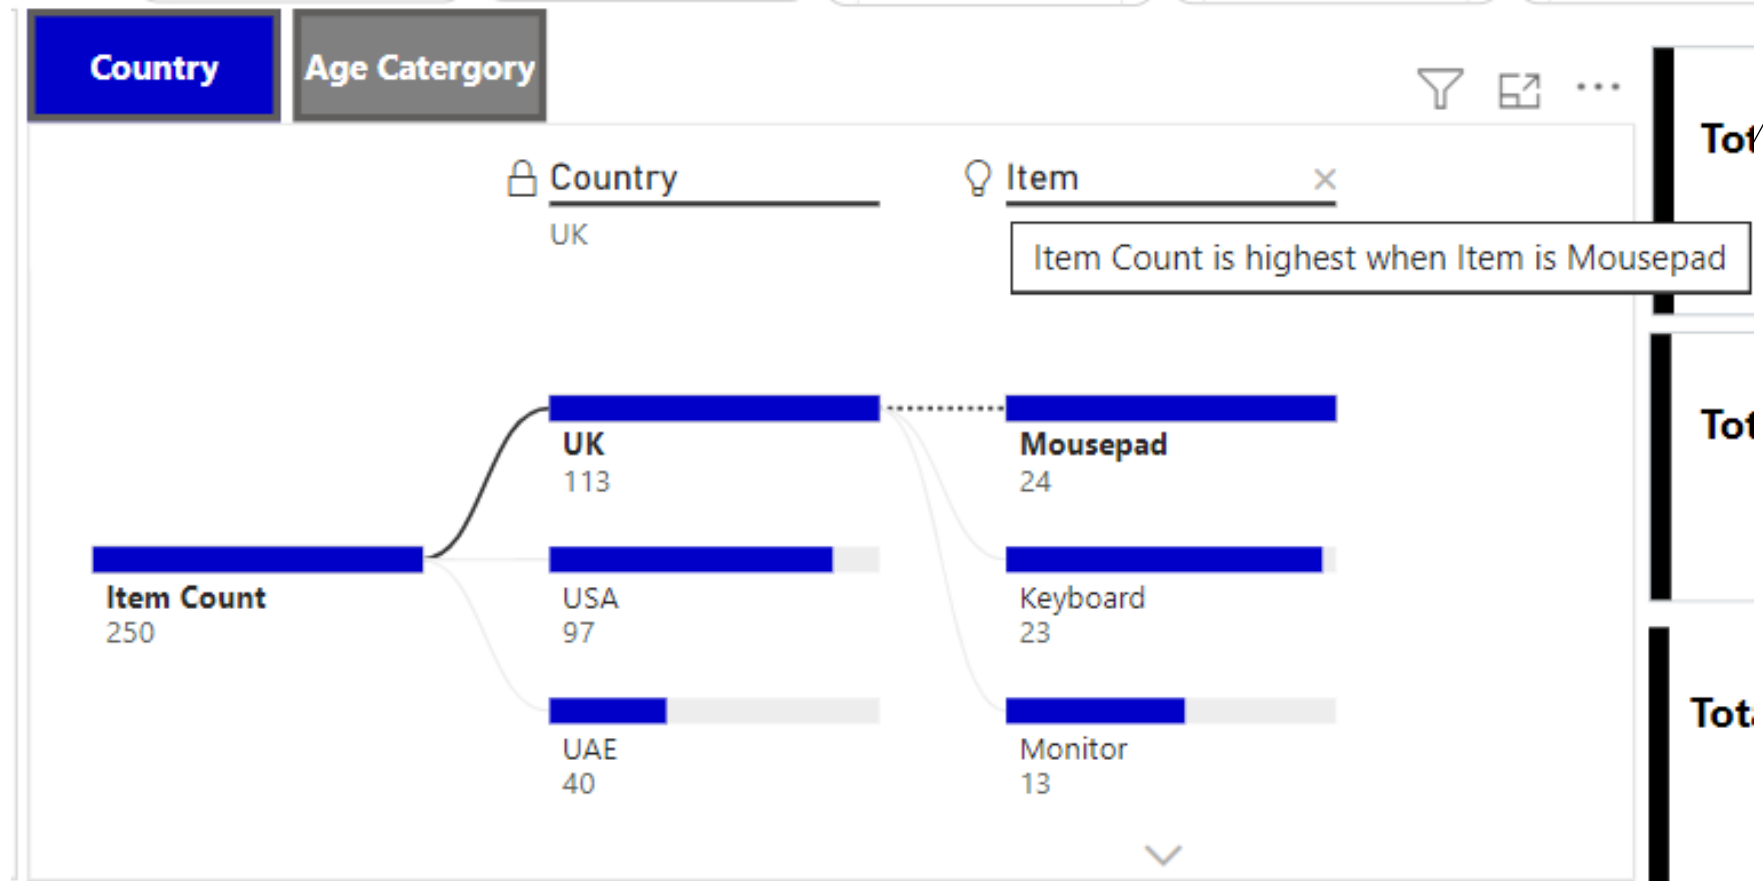 Country
Age Catergory
Country
Item
UK
Item Count is highest when Item is Mousepad
UK
113
Mousepad
24
Item Count
250
USA
97
Keyboard
23
UAE
40
Monitor
13